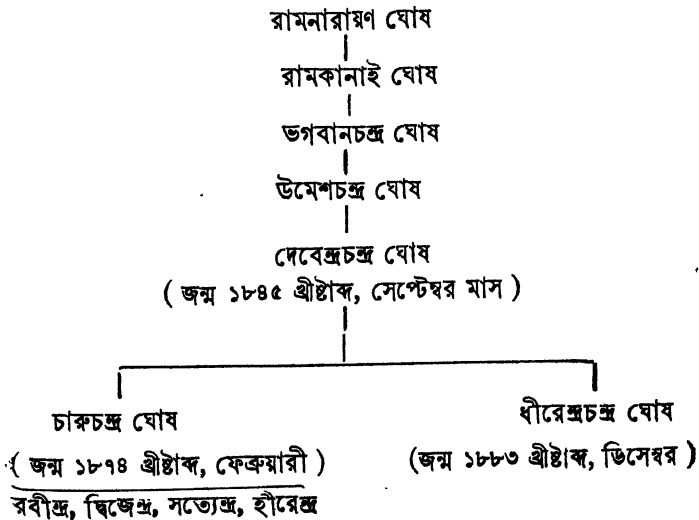 রামনারায়ণ ঘোষ
রামকানাই ঘোষ
ভগবানচন্দ্র ঘোষ
উমেশচন্দ্র ঘোষ
দেবেন্দ্রচন্দ্র ঘোষ
( জন্ম ১৮৪৫ খ্রীষ্টাব্দ, সেপ্টেম্বর মাস )
চারুচন্দ্র ঘোষ
( জন্ম ১৮৭৪ খ্রীষ্টাব্দ, ফেব্রুয়ারী )
রবীন্দ্র, দ্বিজেন্দ্র, সত্যেন্দ্র, হীরেন্দ্র
ধীরেন্দ্রচন্দ্র ঘোষ
(জন্ম ১৮৮৩ খ্রীষ্টাব্দ, ডিসেম্বর )